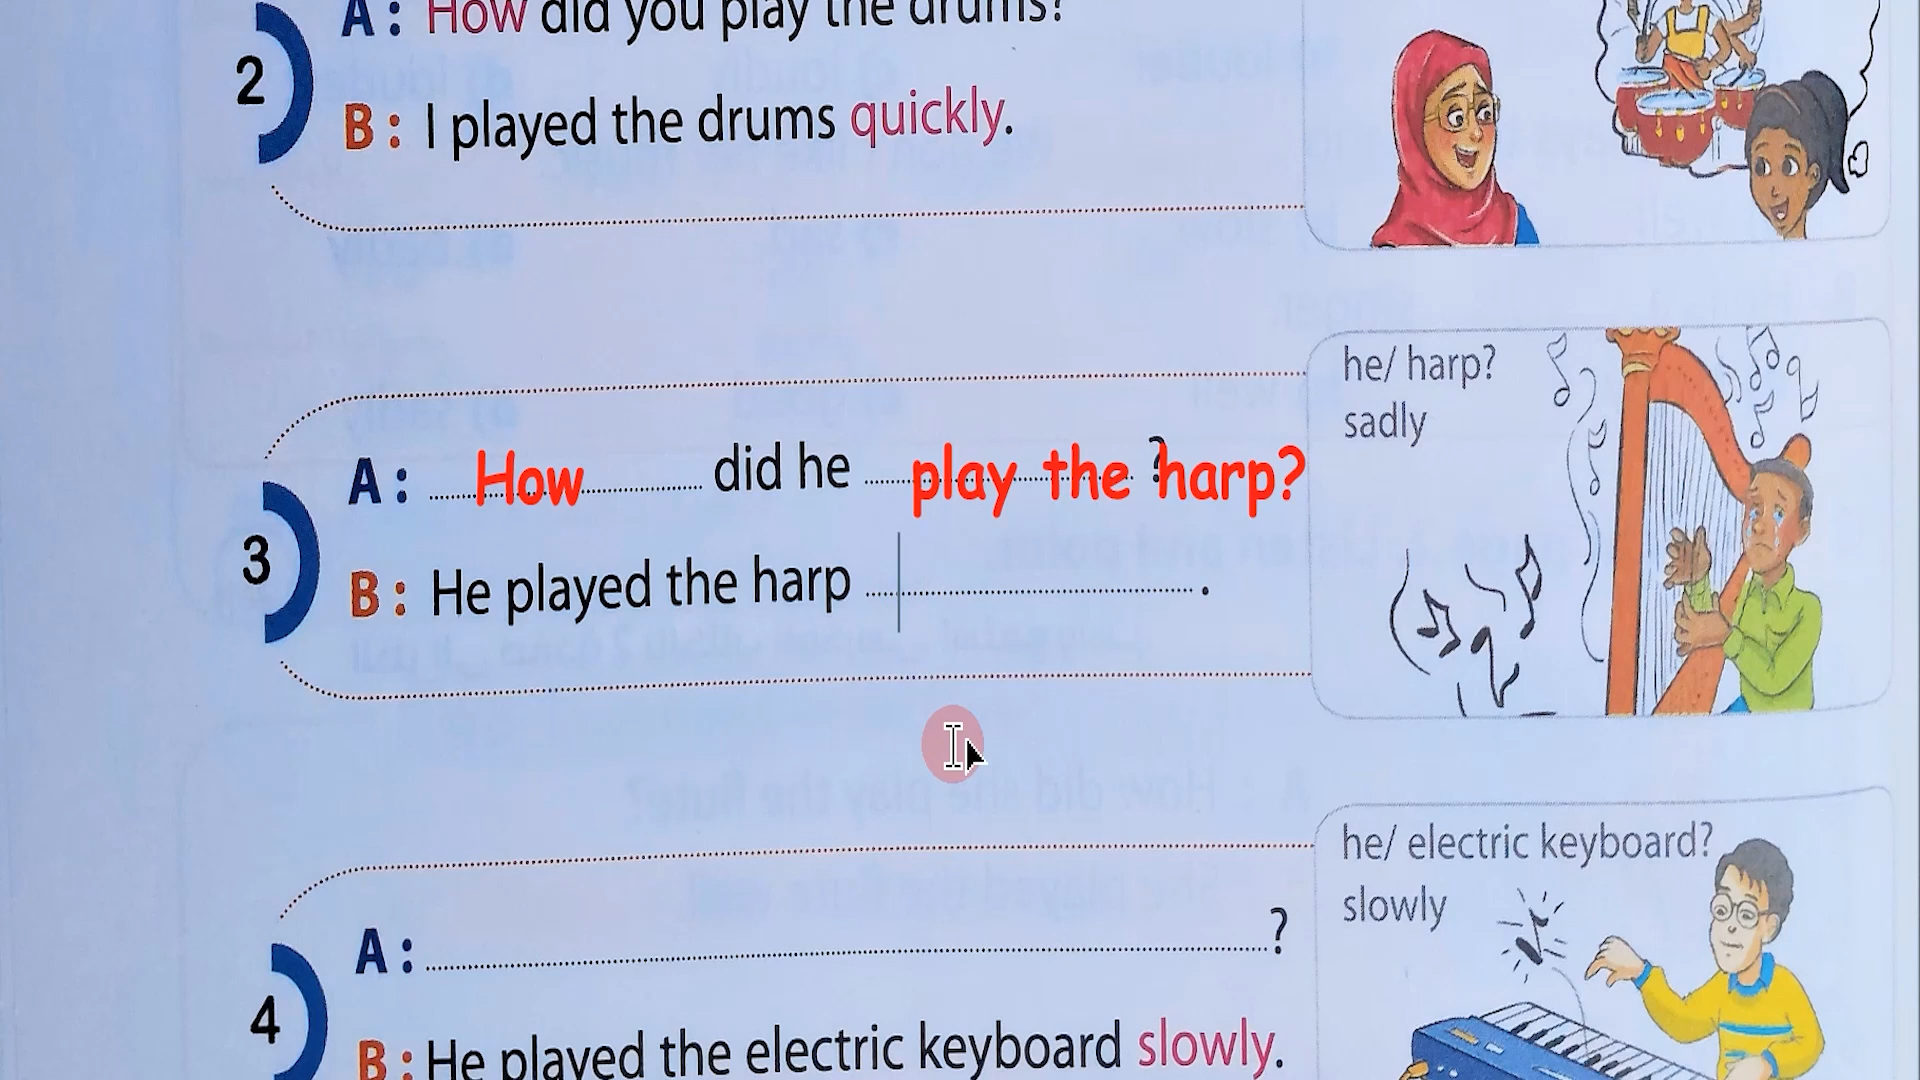 A : How did you play the drums?
2
B : I played the drums quickly.
he/ harp?
sadly
A : How did he play the harp? ?
3
B : He played the harp .
he/ electric keyboard?
slowly
A : ?
4
B : He played the electric keyboard slowly.